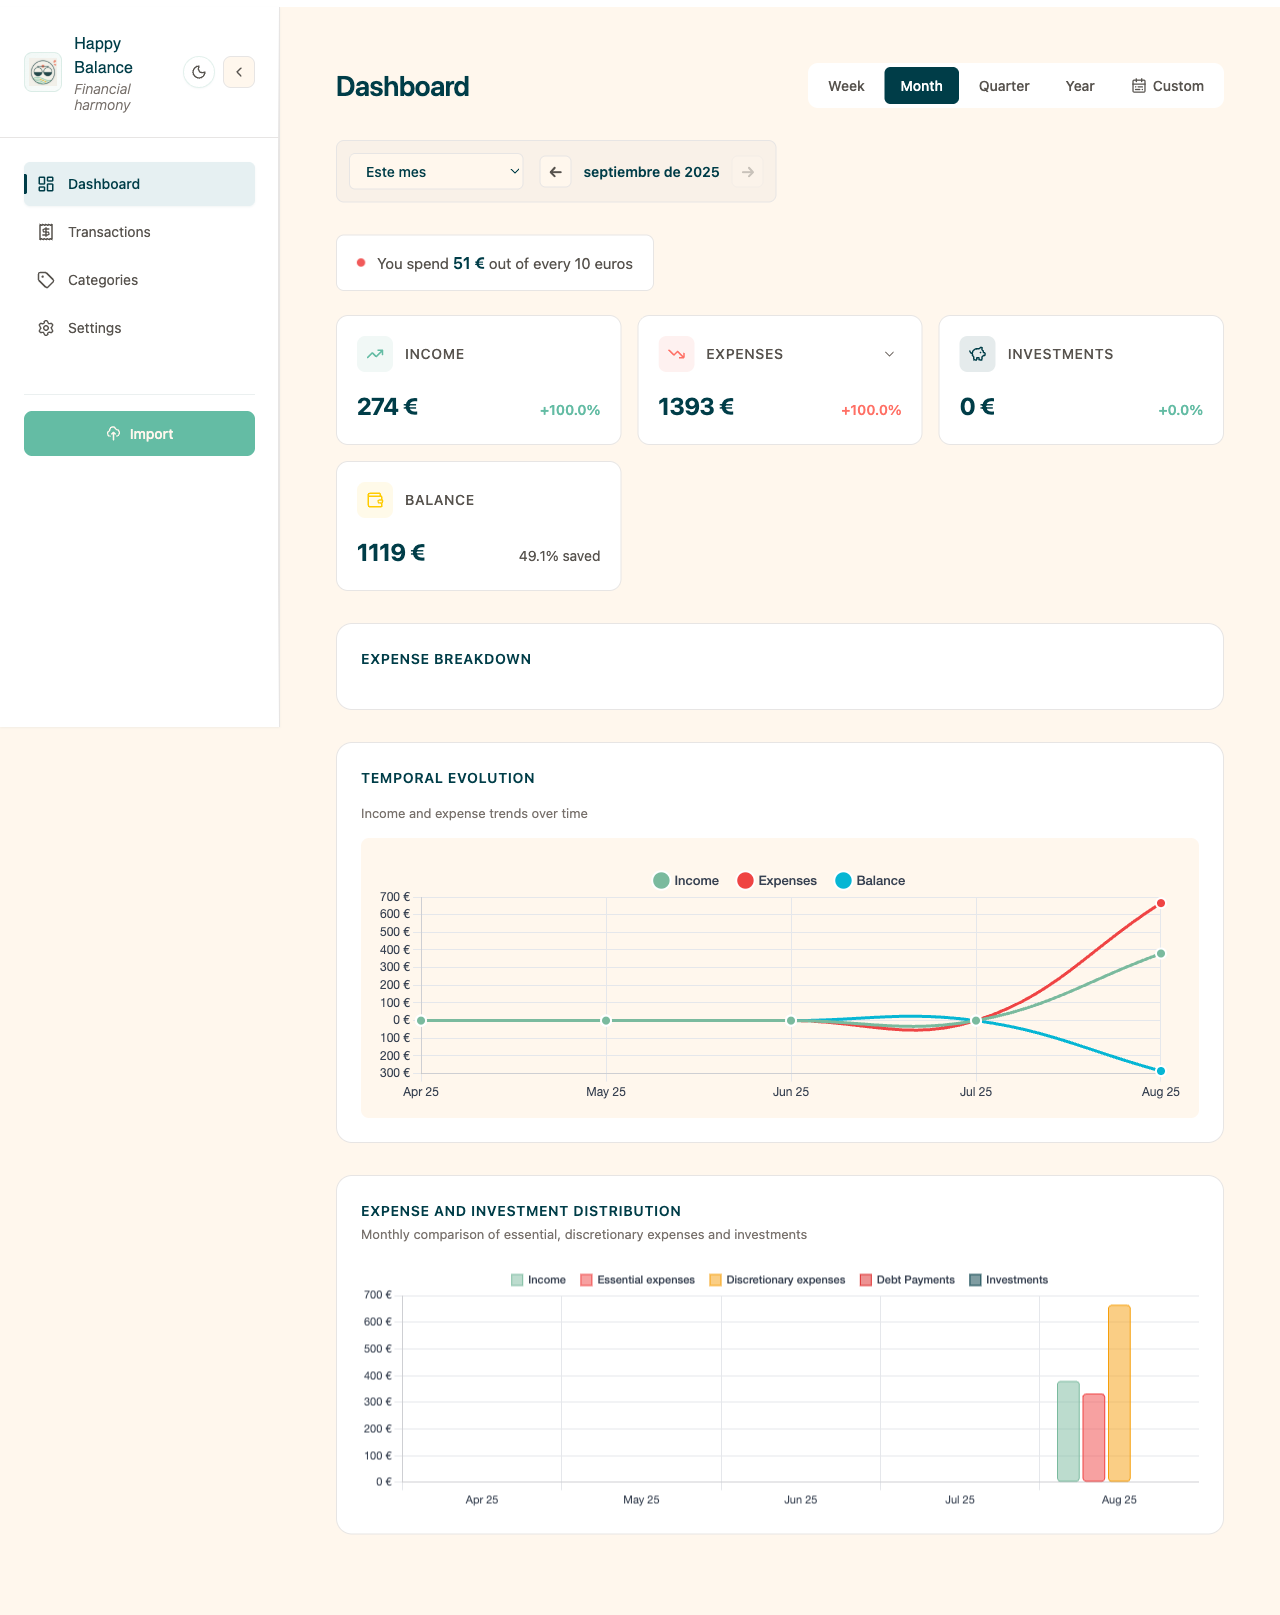 Happy
Balance
Financial
harmony
Dashboard
Transactions
Categories
Settings
Import
Dashboard
Week Month Quarter Year Custom
Este mes septiembre de 2025
You spend 51 € out of every 10 euros
INCOME
274 € +100.0%
EXPENSES
1393 € +100.0%
INVESTMENTS
0 € +0.0%
BALANCE
1119 € 49.1% saved
EXPENSE BREAKDOWN
TEMPORAL EVOLUTION
Income and expense trends over time
Income Expenses Balance
700 €
600 €
500 €
400 €
300 €
200 €
100 €
0 €
100 €
200 €
300 €
Apr 25 May 25 Jun 25 Jul 25 Aug 25
EXPENSE AND INVESTMENT DISTRIBUTION
Monthly comparison of essential, discretionary expenses and investments
Income Essential expenses Discretionary expenses Debt Payments Investments
700 €
600 €
500 €
400 €
300 €
200 €
100 €
0 €
Apr 25 May 25 Jun 25 Jul 25 Aug 25